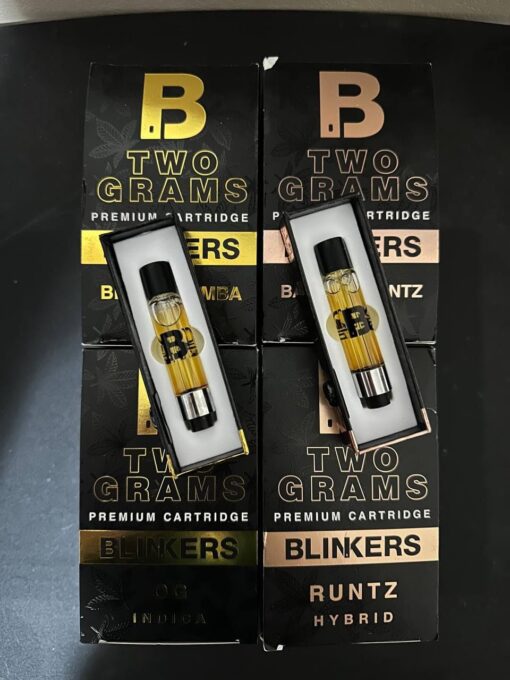 B
TWO
GRAMS
PREMIUM CARTRIDGE
B
TWO
GRAMS
CARTRIDGE
B
B
TWO
GRAMS
PREMIUM CARTRIDGE
BLINKERS
OG
INDICA
TWO
GRAMS
PREMIUM CARTRIDGE
BLINKERS
RUNTZ
HYBRID